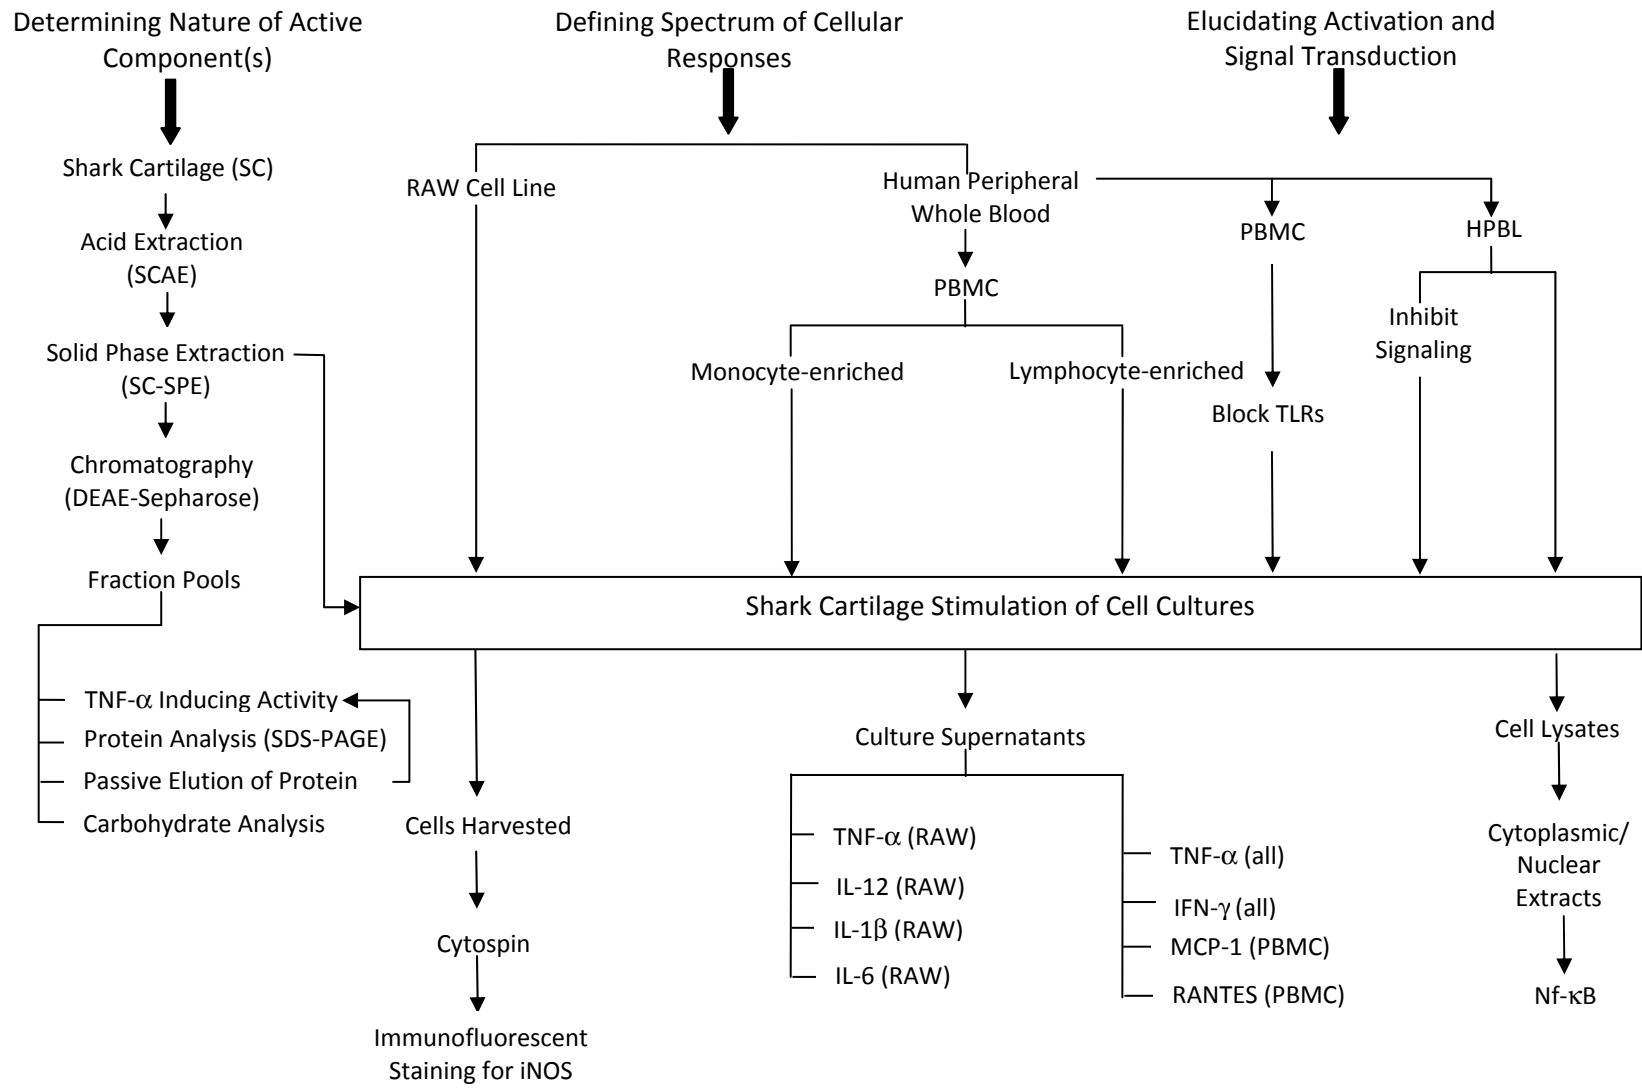 Determining Nature of Active
Component(s)
Defining Spectrum of Cellular
Responses
Elucidating Activation and
Signal Transduction
Shark Cartilage (SC)
Acid Extraction
(SCAE)
Solid Phase Extraction
(SC-SPE)
Chromatography
(DEAE-Sepharose)
Fraction Pools
TNF-α Inducing Activity
Protein Analysis (SDS-PAGE)
Passive Elution of Protein
Carbohydrate Analysis
RAW Cell Line
Human Peripheral
Whole Blood
PBMC
Monocyte-enriched
Lymphocyte-enriched
PBMC
Block TLRs
HPBL
Inhibit
Signaling
Shark Cartilage Stimulation of Cell Cultures
Cells Harvested
Cytospin
Immunofluorescent
Staining for iNOS
Culture Supernatants
TNF-α (RAW)
IL-12 (RAW)
IL-1β (RAW)
IL-6 (RAW)
TNF-α (all)
IFN-γ (all)
MCP-1 (PBMC)
RANTES (PBMC)
Cell Lysates
Cytoplasmic/
Nuclear
Extracts
Nf-κB